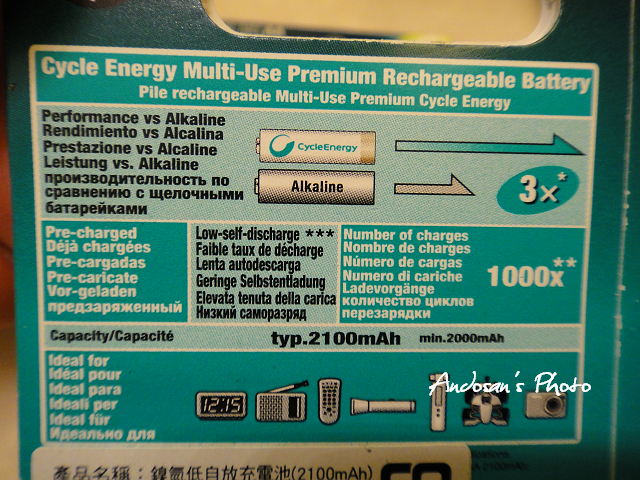 Cycle Energy Multi-Use Premium Rechargeable Battery
Pile rechargeable Multi-Use Premium Cycle Energy
Performance vs Alkaline
Rendimiento vs Alcalina
Prestazione vs Alcaline
Leistung vs. Alkaline
производительность по
сравнению с щелочными
батарейками
CycleEnergy
Alkaline
3x*
Pre-charged
Déjà chargées
Pre-cargadas
Pre-caricate
Vor-geladen
предзаряженный
Low-self-discharge ***
Faible taux de décharge
Lenta autodescarga
Geringe Selbstentladung
Elevata tenuta della carica
Низкий саморазряд
Number of charges
Nombre de charges
Número de cargas
Numero di cariche
Ladevorgänge
количество циклов
перезарядки
1000x**
Capacity/Capacité
typ.2100mAh
min.2000mAh
Ideal for
Idéal pour
Ideal para
Ideali per
Ideal für
Идеально для
12:15
Andosan's Photo
產品名稱：鎳氫低自放充電池(2100mAh)